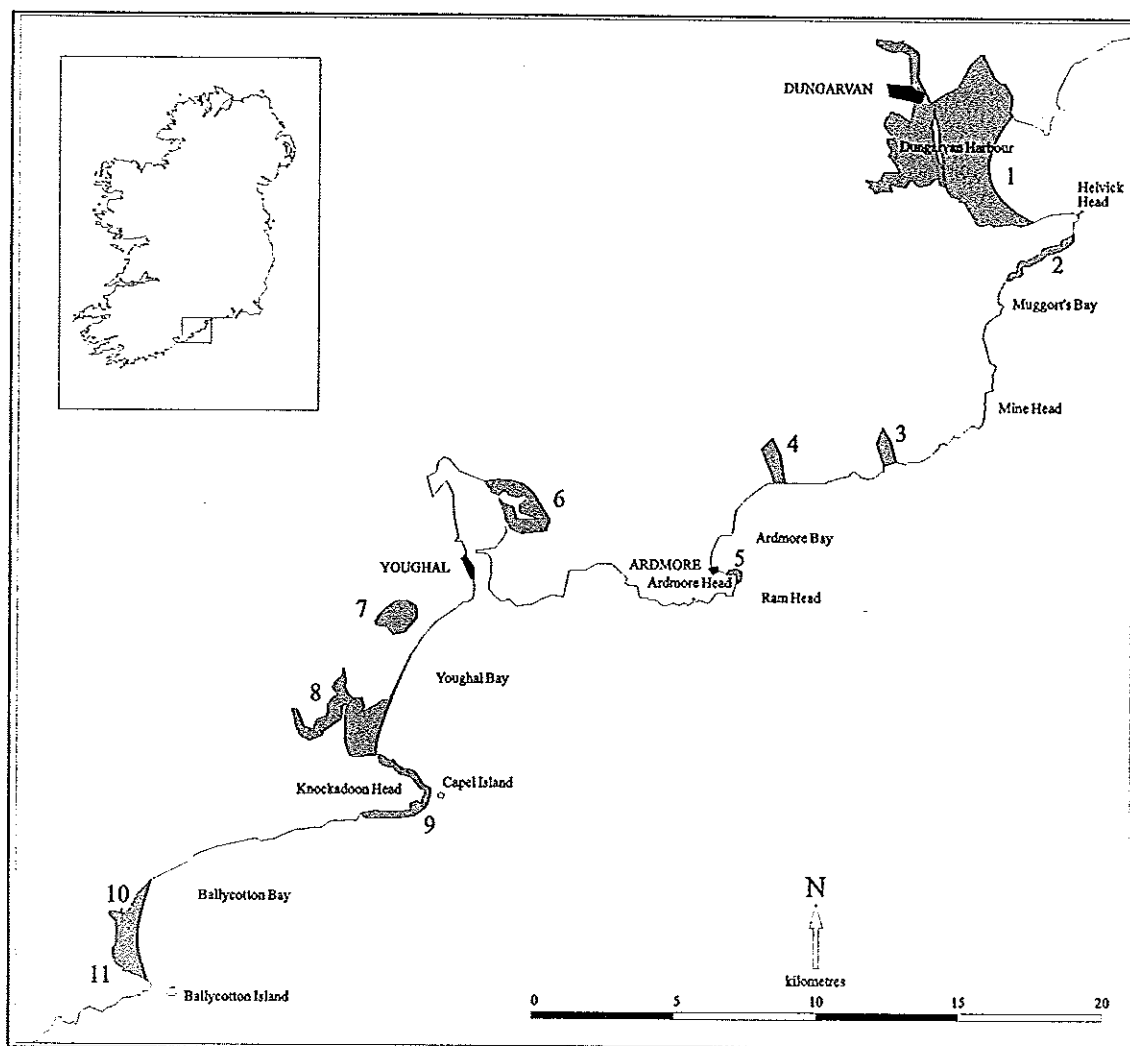 DUNGARVAN
Dungarvan Harbour
1
Helvick
Head
2
Muggort's Bay
Mine Head
3
4
6
Ardmore Bay
5
YOUGHAL
ARDMORE
Ardmore Head
Ram Head
7
Youghal Bay
8
Knockadoon Head
Capel Island
9
10
Ballycotton Bay
11
Ballycotton Island
N
kilometres
0 5 10 15 20